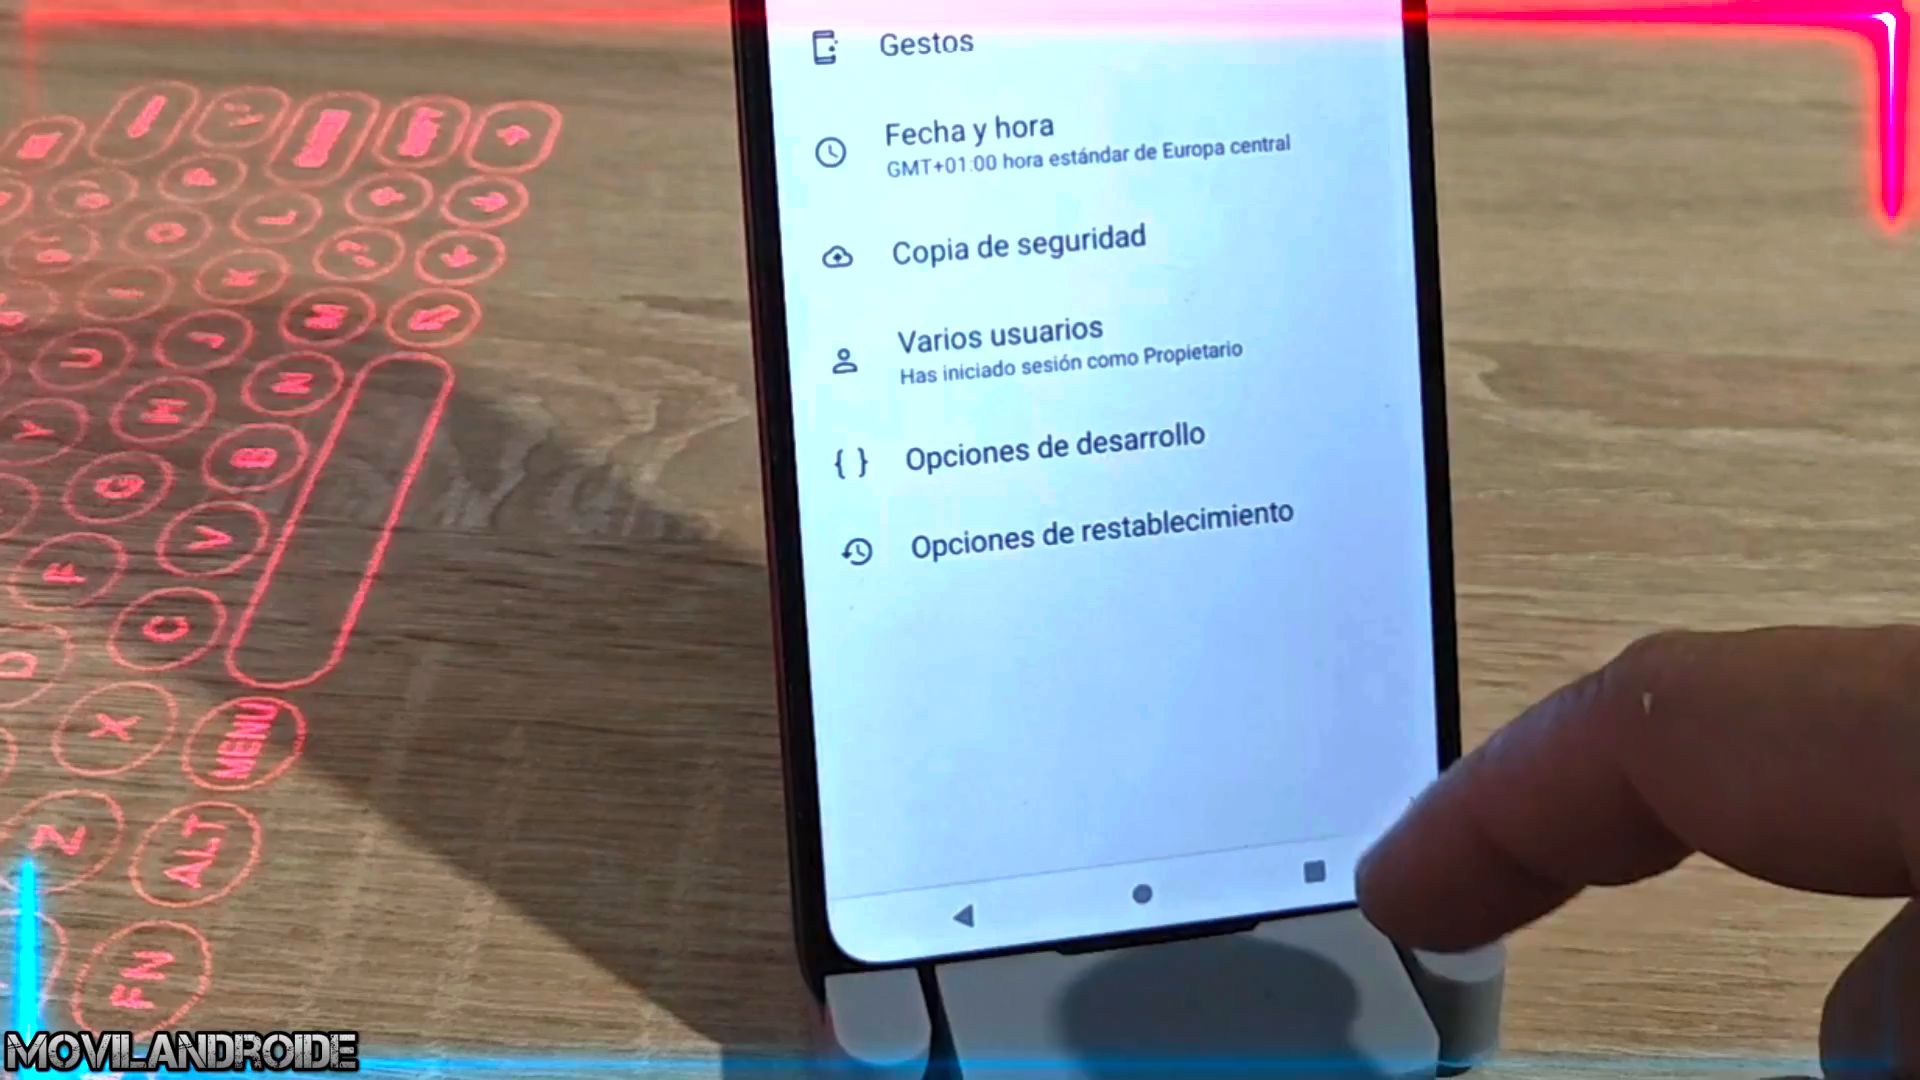 Gestos
Fecha y hora
GMT+01:00 hora estándar de Europa central
Copia de seguridad
Varios usuarios
Has iniciado sesión como Propietario
{ } Opciones de desarrollo
Opciones de restablecimiento
L
K
M
U
J
N
Y
H
B
G
V
F
C
D
X
MENU
Z
ALT
FN
MOVILANDROIDE